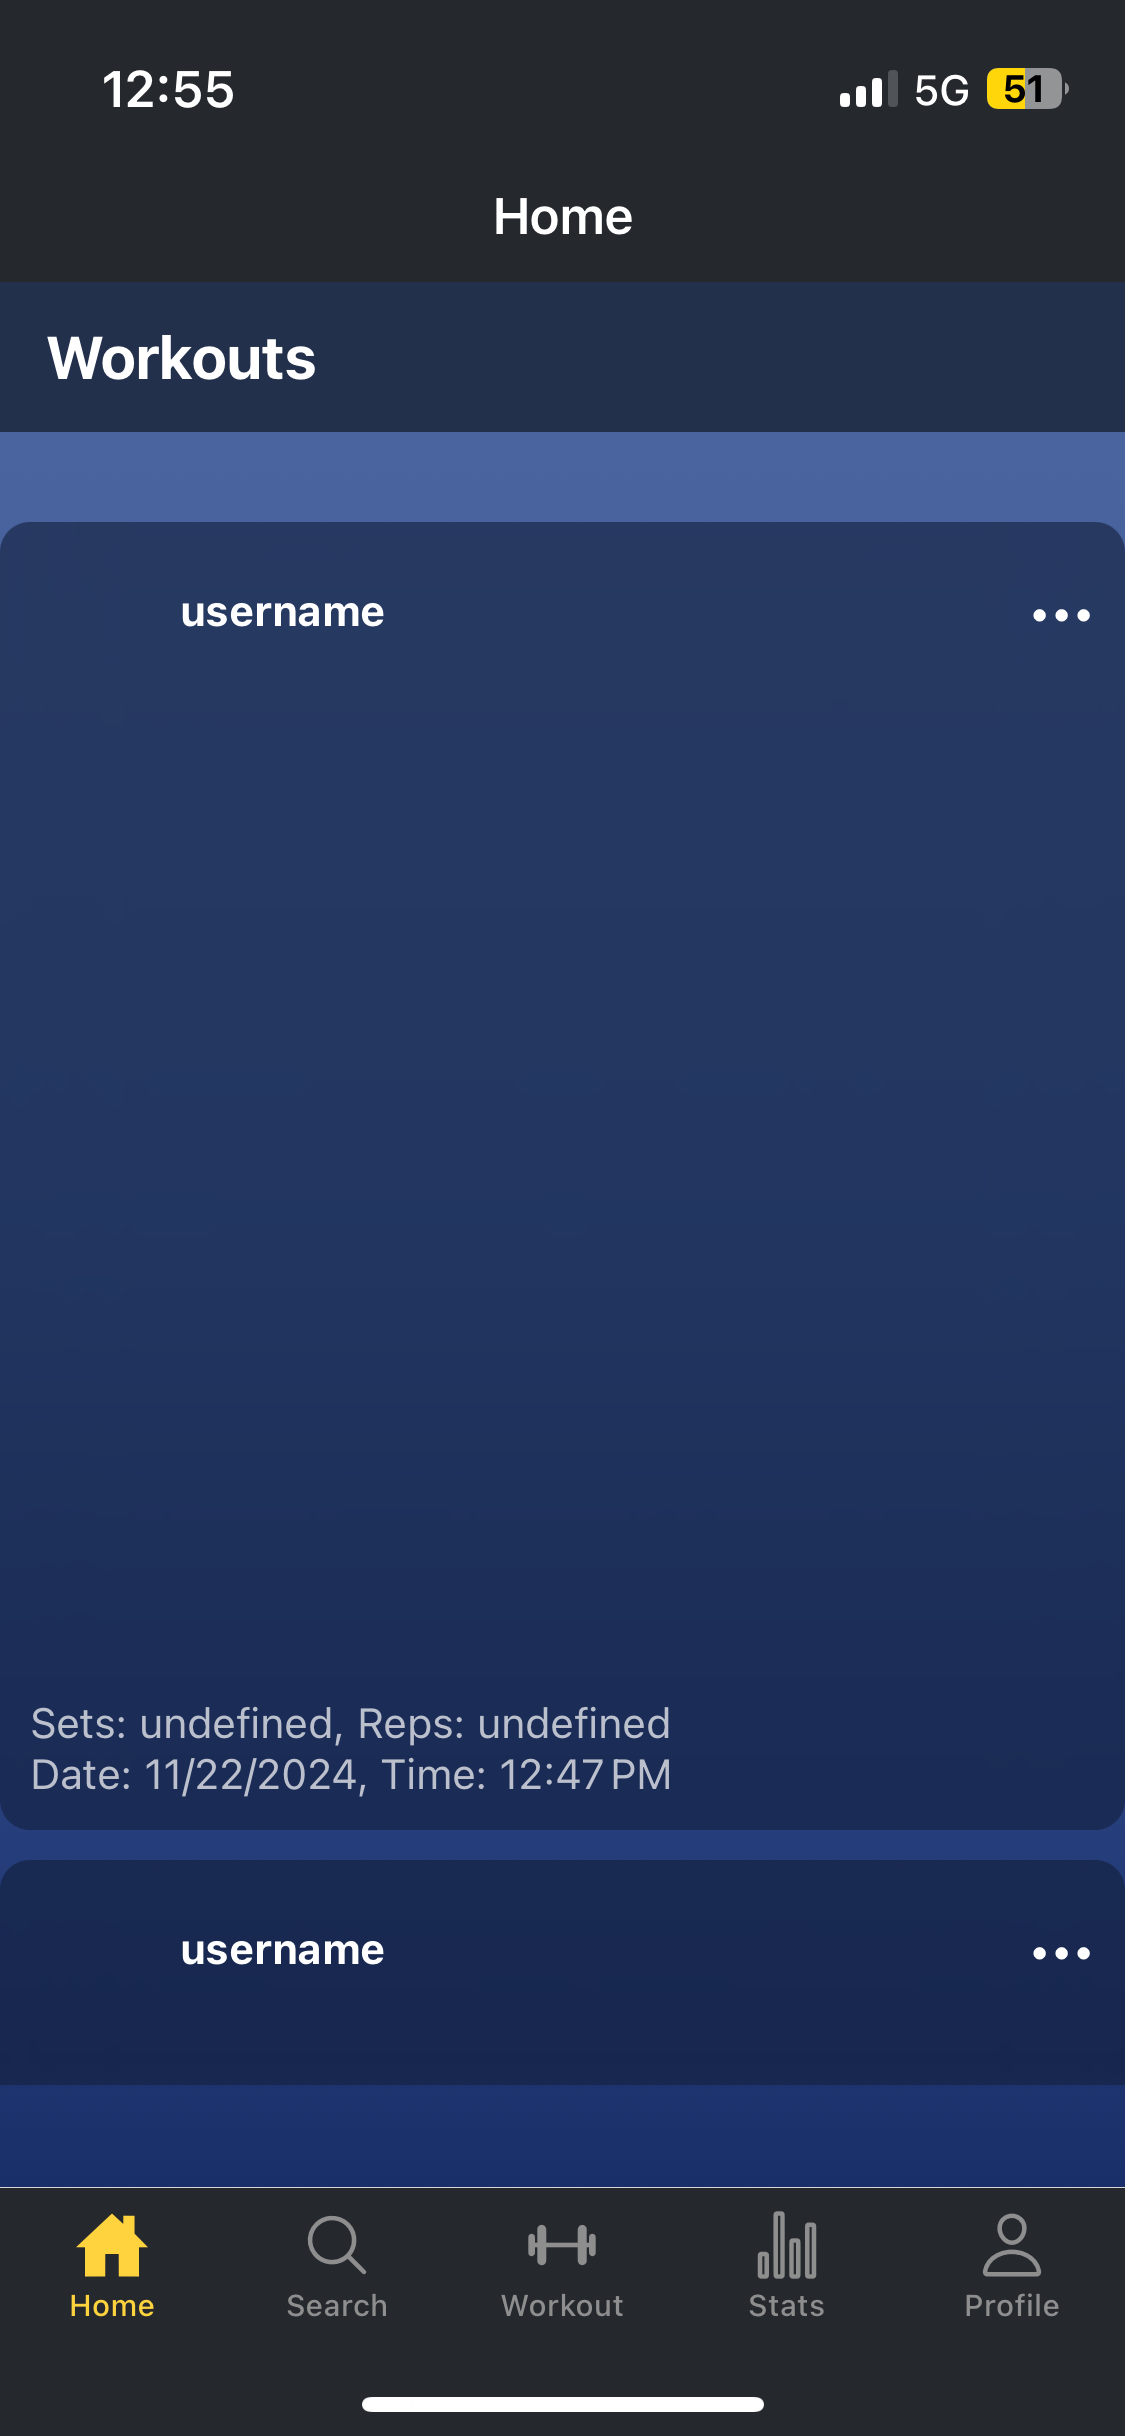 12:55
5G 51
Home
Workouts
username
Sets: undefined, Reps: undefined
Date: 11/22/2024, Time: 12:47 PM
username
Home Search Workout Stats Profile